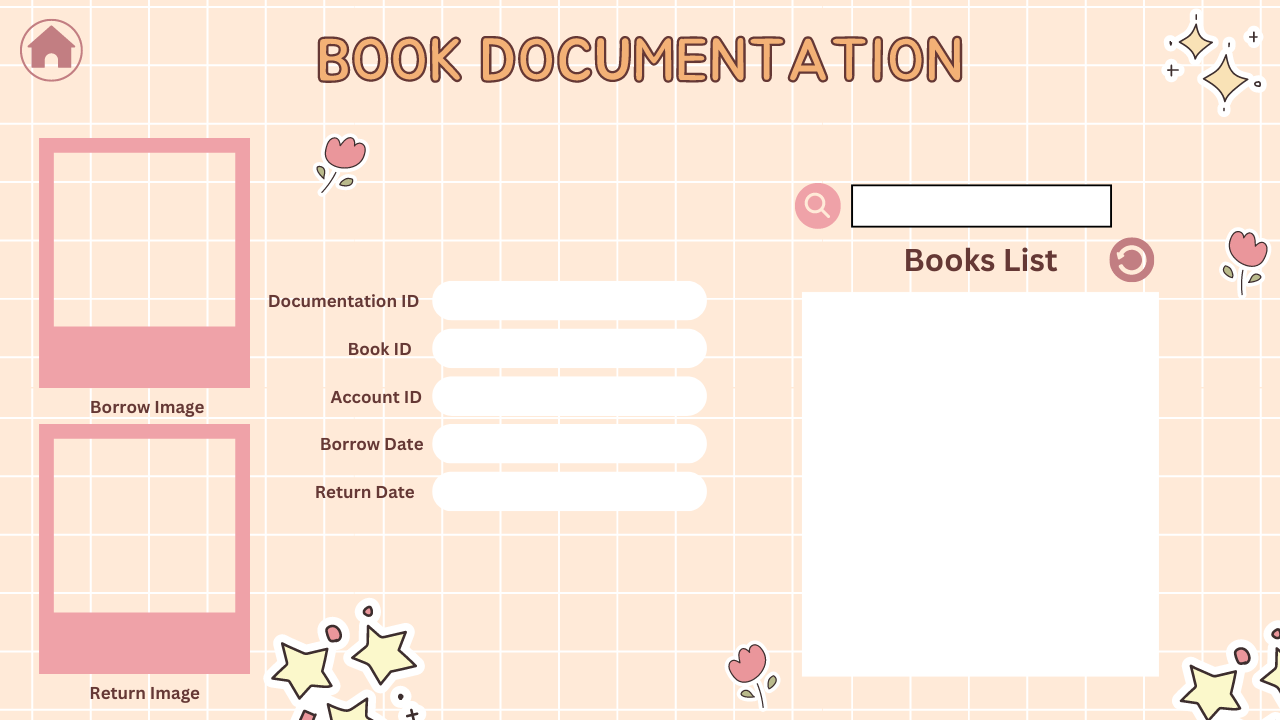 BOOK DOCUMENTATION
Books List
Documentation ID
Book ID
Account ID
Borrow Date
Return Date
Borrow Image
Return Image